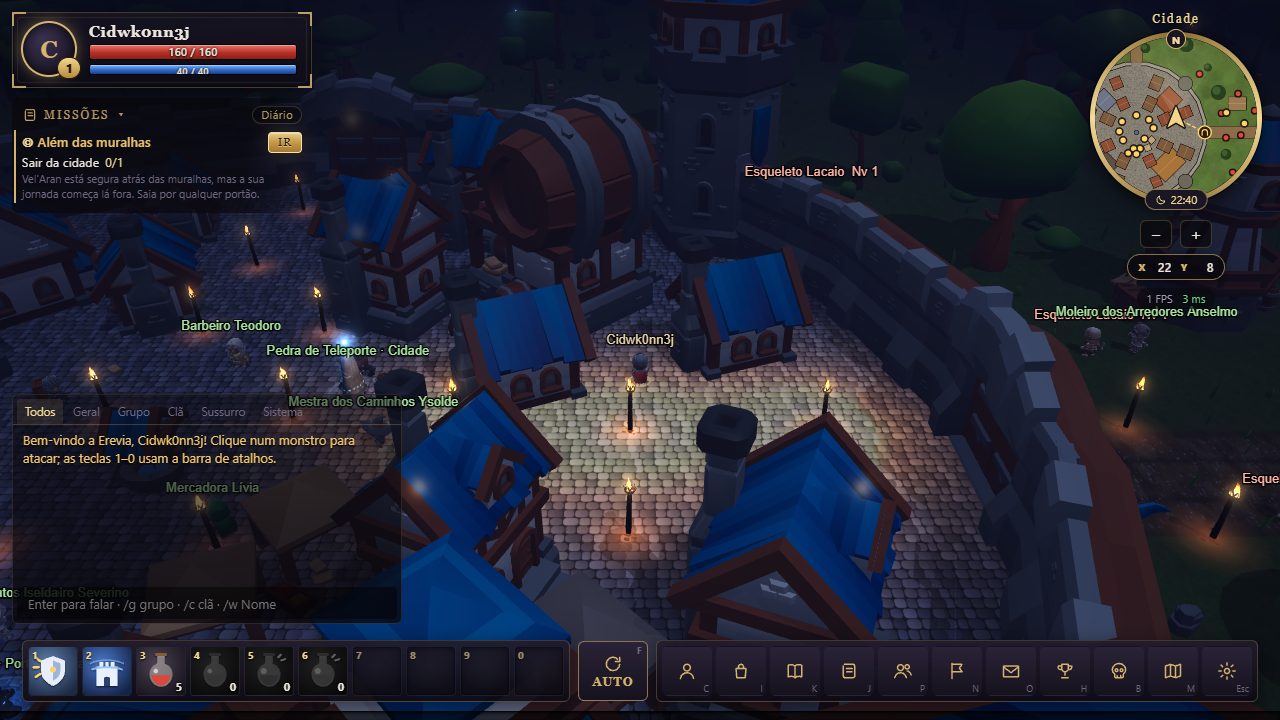 Cidwkonn3j
C
1
160 / 160
40 / 40
MISSÕES
Diário
Além das muralhas
IR
Sair da cidade 0/1
Vel'Aran está segura atrás das muralhas, mas a sua
jornada começa lá fora. Saia por qualquer portão.
Cidade
N
22:40
−
+
X 22 Y 8
1 FPS 3 ms
Esqueleto Lacaio Nv 1
Moleiro dos Arredores Anselmo
Barbeiro Teodoro
Cidwk0nn3j
Pedra de Teleporte · Cidade
Mestra dos Caminhos Ysolde
Todos
Geral
Grupo
Clã
Sussurro
Sistema
Bem-vindo a Erevia, Cidwk0nn3j! Clique num monstro para
atacar; as teclas 1–0 usam a barra de atalhos.
Esque
Mercadora Lívia
Severino
Enter para falar · /g grupo · /c clã · /w Nome
1
2
3
5
4
0
5
0
6
0
7
8
9
0
F
AUTO
C
I
K
J
P
N
O
H
B
M
Esc